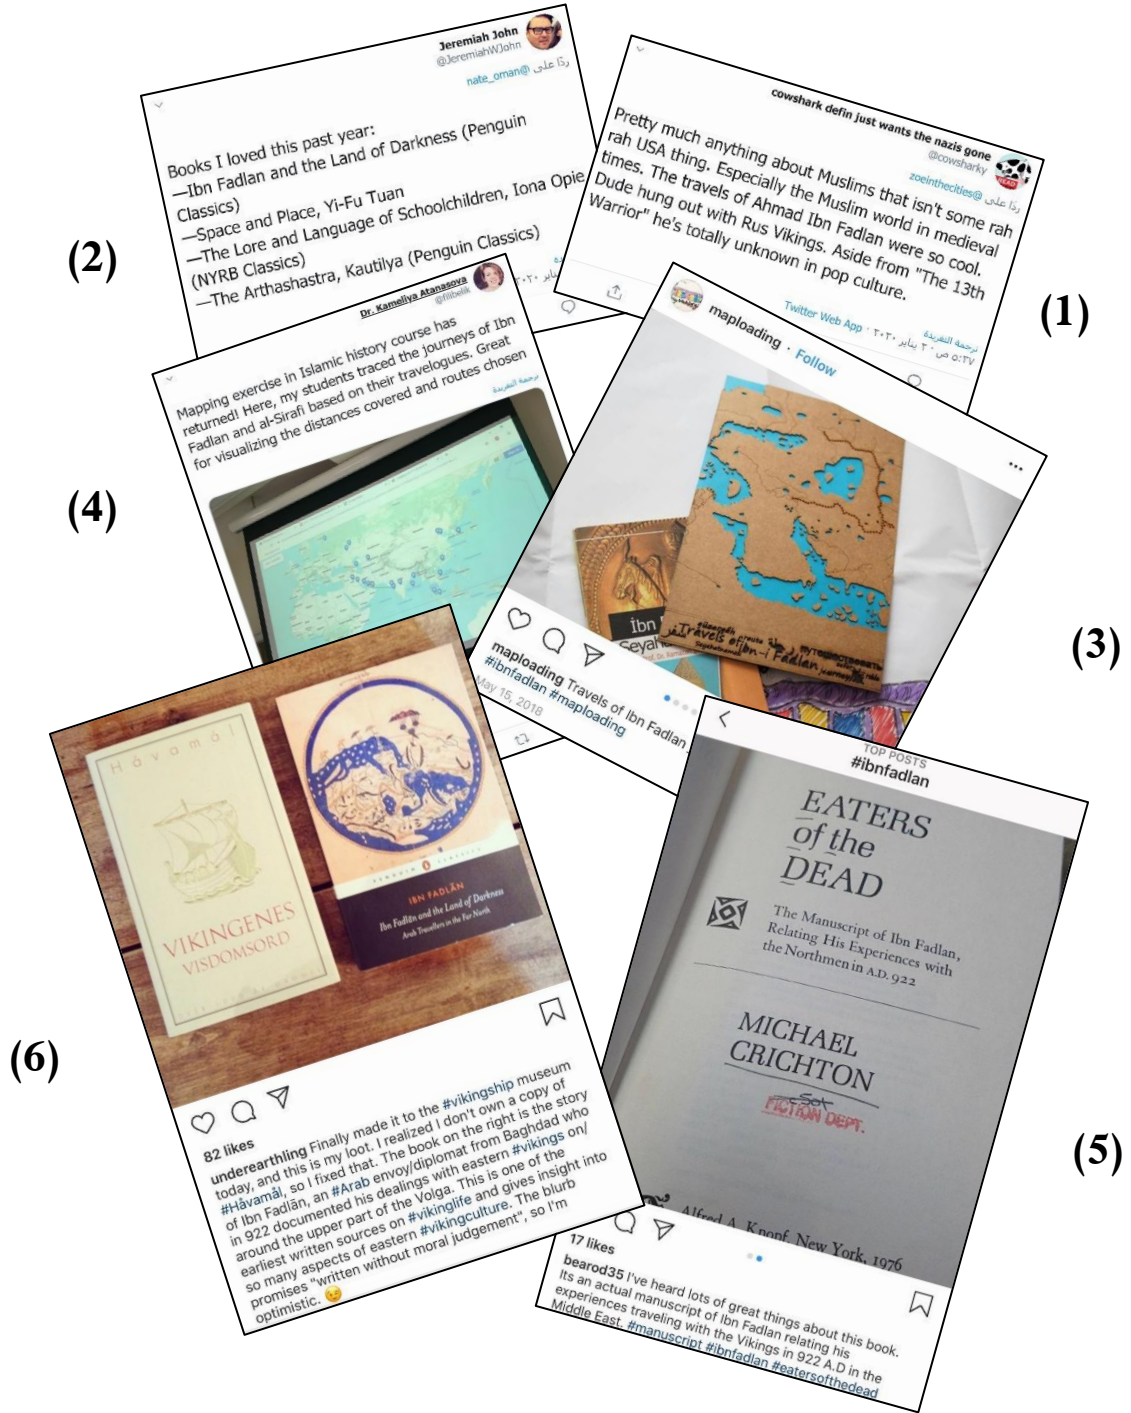 Jeremiah John
@JeremiahWJohn
ردًا على @nate_oman
Books I loved this past year:
—Ibn Fadlan and the Land of Darkness (Penguin
Classics)
—Space and Place, Yi-Fu Tuan
—The Lore and Language of Schoolchildren, Iona Opie
(NYRB Classics)
—The Arthashastra, Kautilya (Penguin Classics)
(2)
cowshark defin just wants the nazis gone
@cowsharky
ردًا على @zoeinthecities
Pretty much anything about Muslims that isn't some rah
rah USA thing. Especially the Muslim world in medieval
times. The travels of Ahmad Ibn Fadlan were so cool.
Dude hung out with Rus Vikings. Aside from "The 13th
Warrior" he's totally unknown in pop culture.
ترجمة التغريدة
٥:٢٧ ص · ٢٠ يناير ٢٠٢٠ · Twitter Web App
(1)
Dr. Kameliya Atanasova
@filibelik
Mapping exercise in Islamic history course has
returned! Here, my students traced the journeys of Ibn
Fadlan and al-Sirafi based on their travelogues. Great
for visualizing the distances covered and routes chosen
ترجمة التغريدة
(4)
maploading · Follow
İbn
Seyah
Travels of Ibn-i Fadlan
maploading Travels of Ibn Fadlan
#ibnfadlan #maploading
May 15, 2018
(3)
Hávamál
VIKINGENES
VISDOMSORD
PENGUIN CLASSICS
IBN FADLĀN
Ibn Fadlān and the Land of Darkness
Arab Travellers in the Far North
82 likes
underearthling Finally made it to the #vikingship museum
today, and this is my loot. I realized I don't own a copy of
#Håvamål, so I fixed that. The book on the right is the story
of Ibn Fadlān, an #Arab envoy/diplomat from Baghdad who
in 922 documented his dealings with eastern #vikings on/
around the upper part of the Volga. This is one of the
earliest written sources on #vikinglife and gives insight into
so many aspects of eastern #vikingculture. The blurb
promises "written without moral judgement", so I'm
optimistic. 😉
(6)
TOP POSTS
#ibnfadlan
EATERS
of the
DEAD
The Manuscript of Ibn Fadlan,
Relating His Experiences with
the Northmen in A.D. 922
MICHAEL
CRICHTON
FICTION DEPT.
Alfred A. Knopf, New York, 1976
17 likes
bearod35 I've heard lots of great things about this book.
Its an actual manuscript of Ibn Fadlan relating his
experiences traveling with the Vikings in 922 A.D in the
Middle East. #manuscript #ibnfadlan #eatersofthedead
(5)